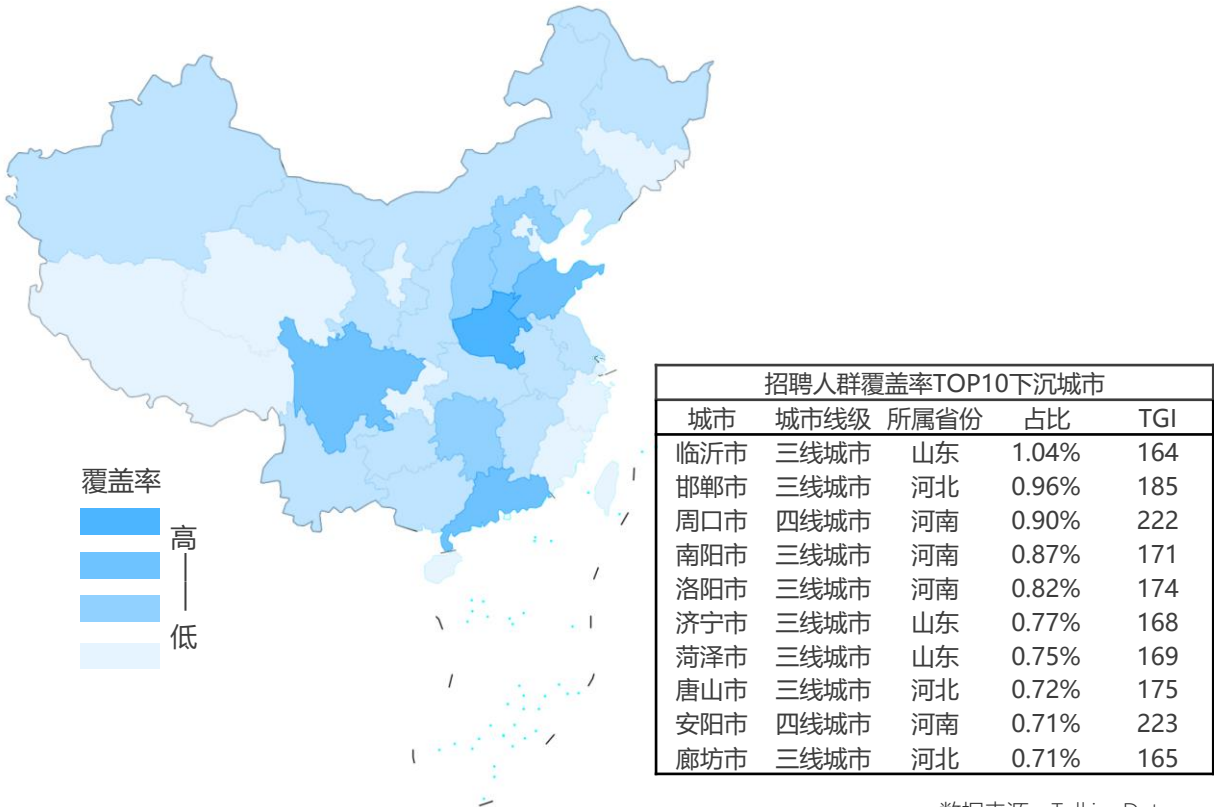 招聘人群覆盖率TOP10下沉城市
城市 城市线级 所属省份 占比 TGI
临沂市 三线城市 山东 1.04% 164
邯郸市 三线城市 河北 0.96% 185
周口市 四线城市 河南 0.90% 222
南阳市 三线城市 河南 0.87% 171
洛阳市 三线城市 河南 0.82% 174
济宁市 三线城市 山东 0.77% 168
菏泽市 三线城市 山东 0.75% 169
唐山市 三线城市 河北 0.72% 175
安阳市 四线城市 河南 0.71% 223
廊坊市 三线城市 河北 0.71% 165
覆盖率
高
低